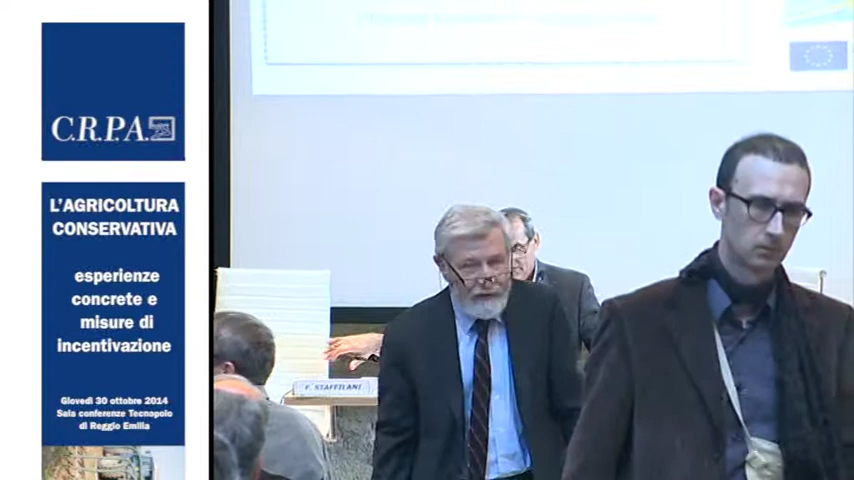 C.R.P.A.
L'AGRICOLTURA
CONSERVATIVA
esperienze
concrete e
misure di
incentivazione
Giovedì 30 ottobre 2014
Sala conferenze Tecnopolo
di Reggio Emilia
F. STAFFILANI